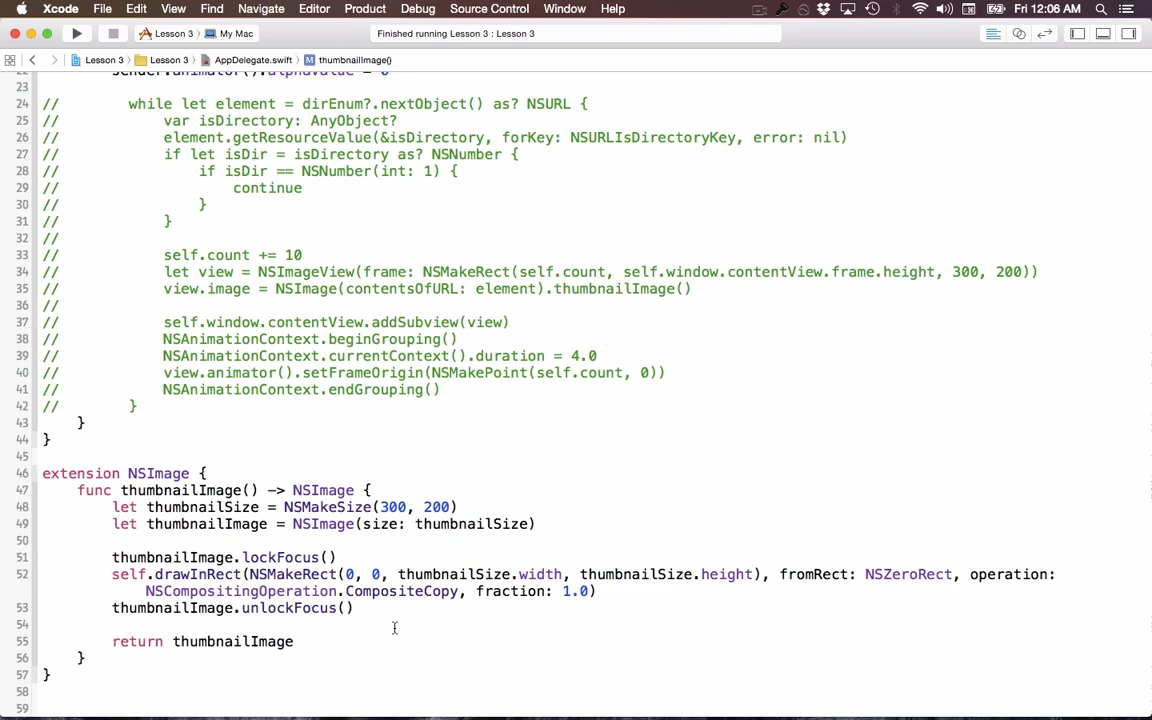 Xcode File Edit View Find Navigate Editor Product Debug Source Control Window Help Fri 12:06 AM
Lesson 3 My Mac Finished running Lesson 3 : Lesson 3
Lesson 3 Lesson 3 AppDelegate.swift M thumbnailImage()
22 sender.animator().alphaValue = 0
23
24 // while let element = dirEnum?.nextObject() as? NSURL {
25 // var isDirectory: AnyObject?
26 // element.getResourceValue(&isDirectory, forKey: NSURLIsDirectoryKey, error: nil)
27 // if let isDir = isDirectory as? NSNumber {
28 // if isDir == NSNumber(int: 1) {
29 // continue
30 // }
31 // }
32 //
33 // self.count += 10
34 // let view = NSImageView(frame: NSMakeRect(self.count, self.window.contentView.frame.height, 300, 200))
35 // view.image = NSImage(contentsOfURL: element).thumbnailImage()
36 //
37 // self.window.contentView.addSubview(view)
38 // NSAnimationContext.beginGrouping()
39 // NSAnimationContext.currentContext().duration = 4.0
40 // view.animator().setFrameOrigin(NSMakePoint(self.count, 0))
41 // NSAnimationContext.endGrouping()
42 // }
43 }
44 }
45
46 extension NSImage {
47 func thumbnailImage() -> NSImage {
48 let thumbnailSize = NSMakeSize(300, 200)
49 let thumbnailImage = NSImage(size: thumbnailSize)
50
51 thumbnailImage.lockFocus()
52 self.drawInRect(NSMakeRect(0, 0, thumbnailSize.width, thumbnailSize.height), fromRect: NSZeroRect, operation:
NSCompositingOperation.CompositeCopy, fraction: 1.0)
53 thumbnailImage.unlockFocus()
54
55 return thumbnailImage
56 }
57 }
58
59